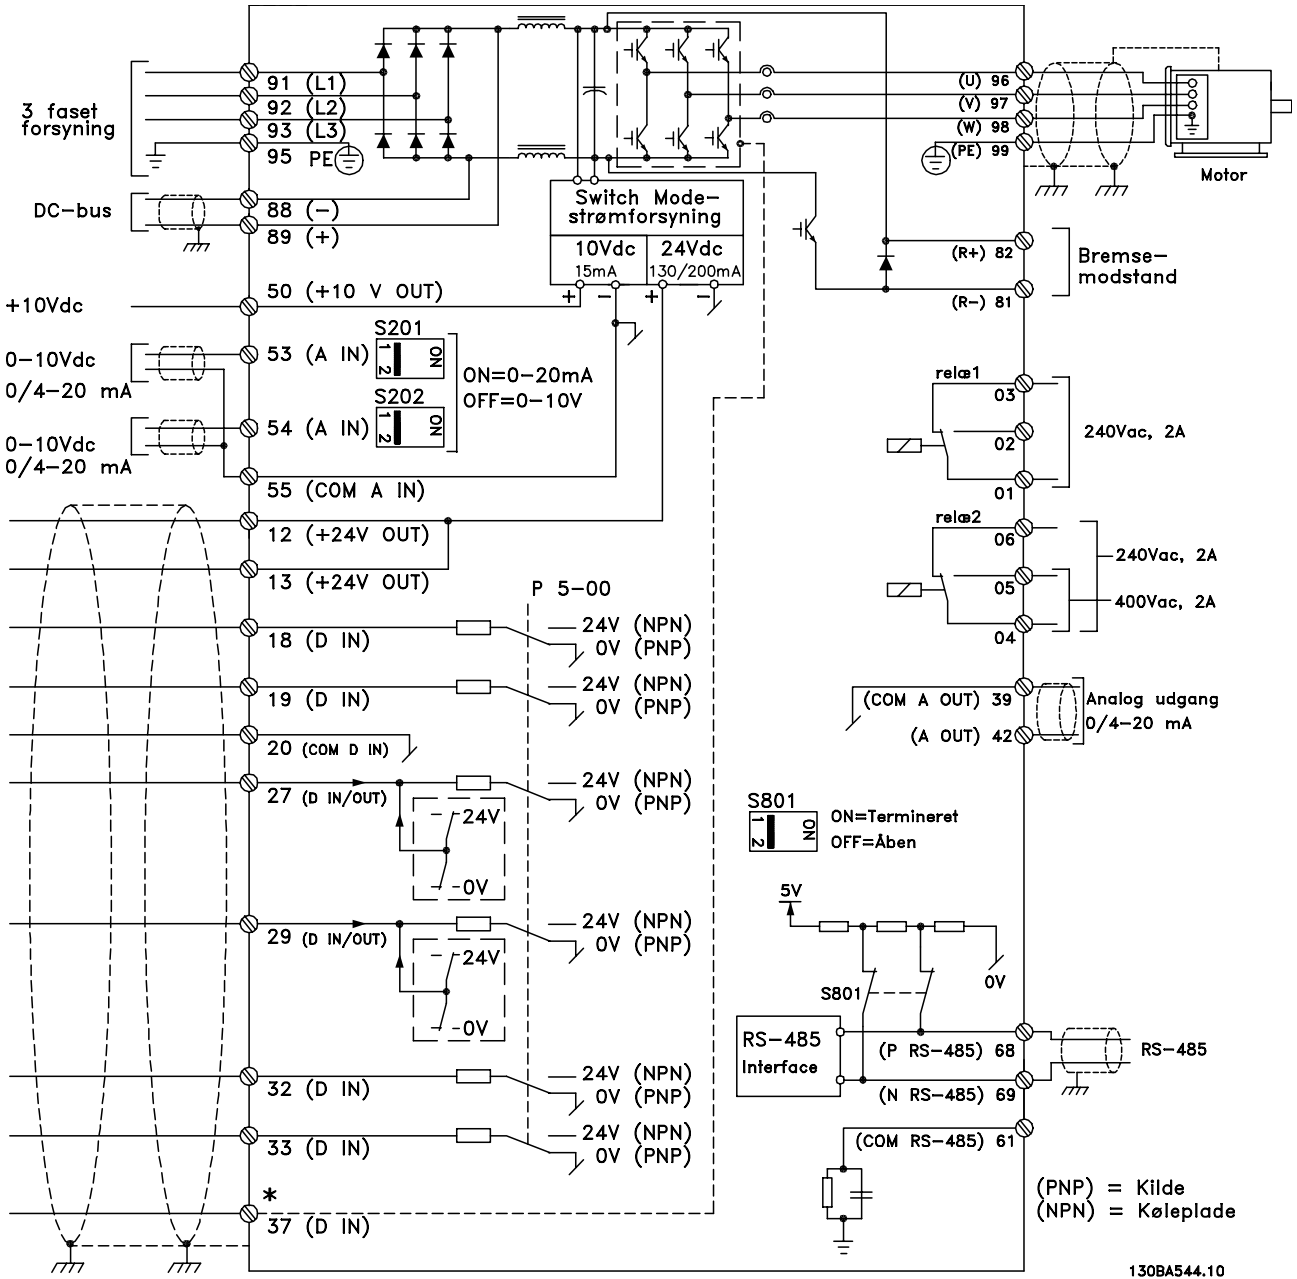 3 faset
forsyning
91 (L1)
92 (L2)
93 (L3)
95 PE
DC-bus
88 (-)
89 (+)
+10Vdc
50 (+10 V OUT)
0-10Vdc
0/4-20 mA
53 (A IN)
S201
1 2 ON
ON=0-20mA
OFF=0-10V
S202
1 2 ON
0-10Vdc
0/4-20 mA
54 (A IN)
55 (COM A IN)
12 (+24V OUT)
13 (+24V OUT)
P 5-00
18 (D IN)
24V (NPN)
0V (PNP)
19 (D IN)
24V (NPN)
0V (PNP)
20 (COM D IN)
27 (D IN/OUT)
24V (NPN)
0V (PNP)
24V
0V
29 (D IN/OUT)
24V (NPN)
0V (PNP)
24V
0V
32 (D IN)
24V (NPN)
0V (PNP)
33 (D IN)
24V (NPN)
0V (PNP)
*
37 (D IN)
Switch Mode-
strømforsyning
10Vdc
15mA
24Vdc
130/200mA
+ - + -
(U) 96
(V) 97
(W) 98
(PE) 99
Motor
(R+) 82
(R-) 81
Bremse-
modstand
relæ1
03
02
01
240Vac, 2A
relæ2
06
05
04
240Vac, 2A
400Vac, 2A
(COM A OUT) 39
(A OUT) 42
Analog udgang
0/4-20 mA
S801
1 2 ON
ON=Termineret
OFF=Åben
5V
0V
S801
RS-485
Interface
(P RS-485) 68
(N RS-485) 69
(COM RS-485) 61
RS-485
(PNP) = Kilde
(NPN) = Køleplade
130BA544.10